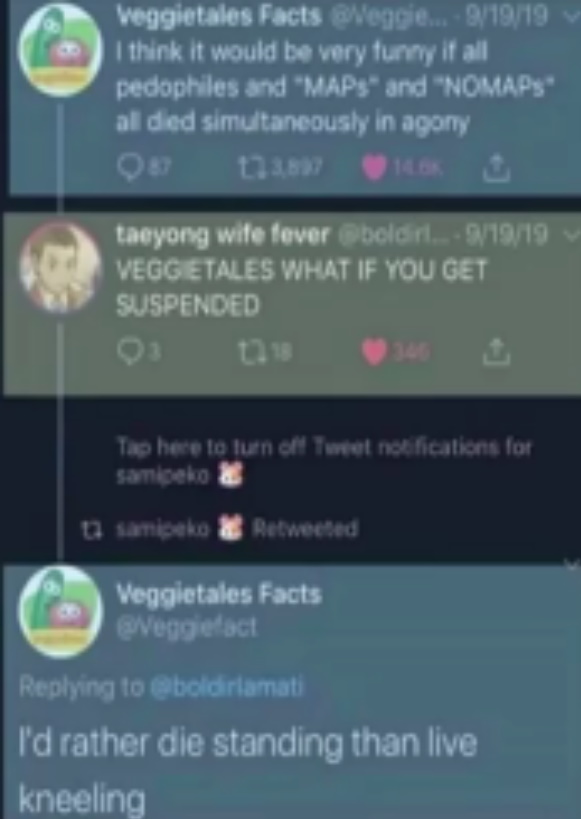 Veggietales Facts @Veggie... · 9/19/19
I think it would be very funny if all
pedophiles and "MAPs" and "NOMAPs"
all died simultaneously in agony
87 3,897 14.6K
taeyong wife fever @boldirl... · 9/19/19
VEGGIETALES WHAT IF YOU GET
SUSPENDED
3 18 346
Tap here to turn off Tweet notifications for
samipeko 🐹
samipeko 🐹 Retweeted
Veggietales Facts
@Veggiefact
Replying to @boldirlamati
I'd rather die standing than live
kneeling